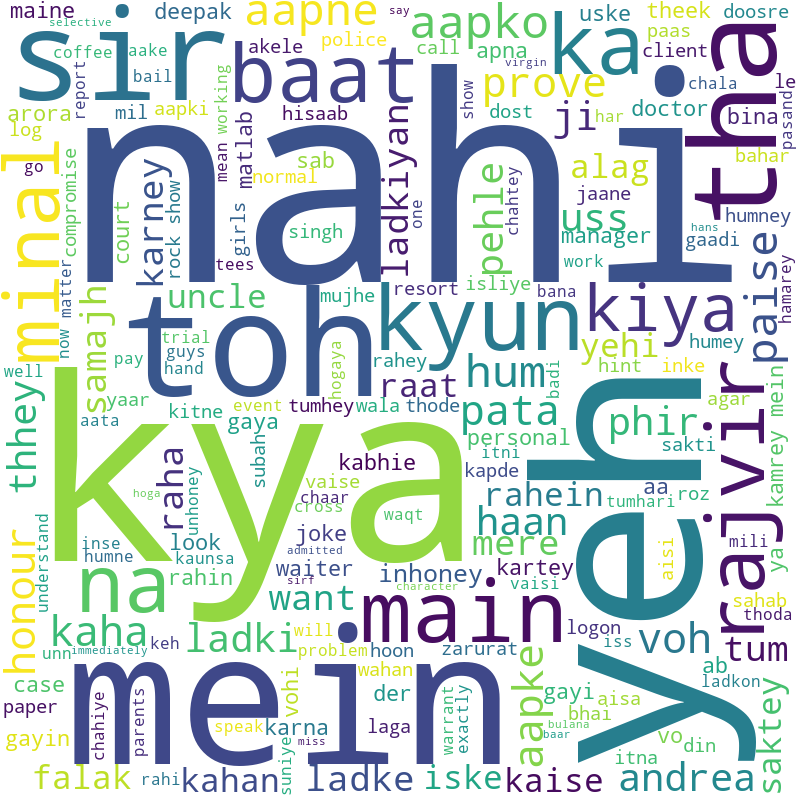 maine
selective
deepak
aapne
say
aapko
uske
theek
doosre
coffee
aake
sir
akele
police
call
apna
ka
paas
client
report
bail
baat
virgin
prove
chala
le
arora
mil
aapki
working
hisaab
show
dost
ji
har
doctor
bina
pasand
log
mean
matlab
sab
ladkiyan
alag
tha
bahar
go
compromise
normal
nahi
one
chahtey
pehle
jaane
minal
court
karney
rock show
girls
singh
uss
manager
humney
hans
gaadi
tees
work
hamarey
now
matter
samajh
uncle
mujhe
resort
isliye
bana
kiya
paise
toh
kyun
yehi
humey
well
pay
trial
guys
hand
hogaya
rahey
hum
badi
hint
inke
yaar
raat
aata
kitne
event
tumhey
wala
thode
pata
phir
agar
kamrey mein
thhey
gaya
subah
vaise
kabhie
personal
itni
sakti
rajvir
kya
raha
unhoney
chaar
kapde
rahein
aa
tumhari
roz
yeh
hoga
cross
waqt
haan
understand
inse
humne
look
kaunsa
joke
admitted
mere
aisi
mili
ya
honour
na
rahin
waiter
sirf
inhoney
kartey
vaisi
character
want
main
sahab
thoda
kaha
ladki
will
logon
iss
voh
tum
unn
immediately
keh
problem
hoon
zarurat
ab
case
mein
wahan
der
gayi
aisa
ladkon
paper
chahiye
parents
vohi
speak
karna
laga
warrant
exactly
aapke
bhai
saktey
gayin
suniye
miss
bulana
vo
din
baar
itna
falak
rahi
kahan
ladke
iske
kaise
andrea